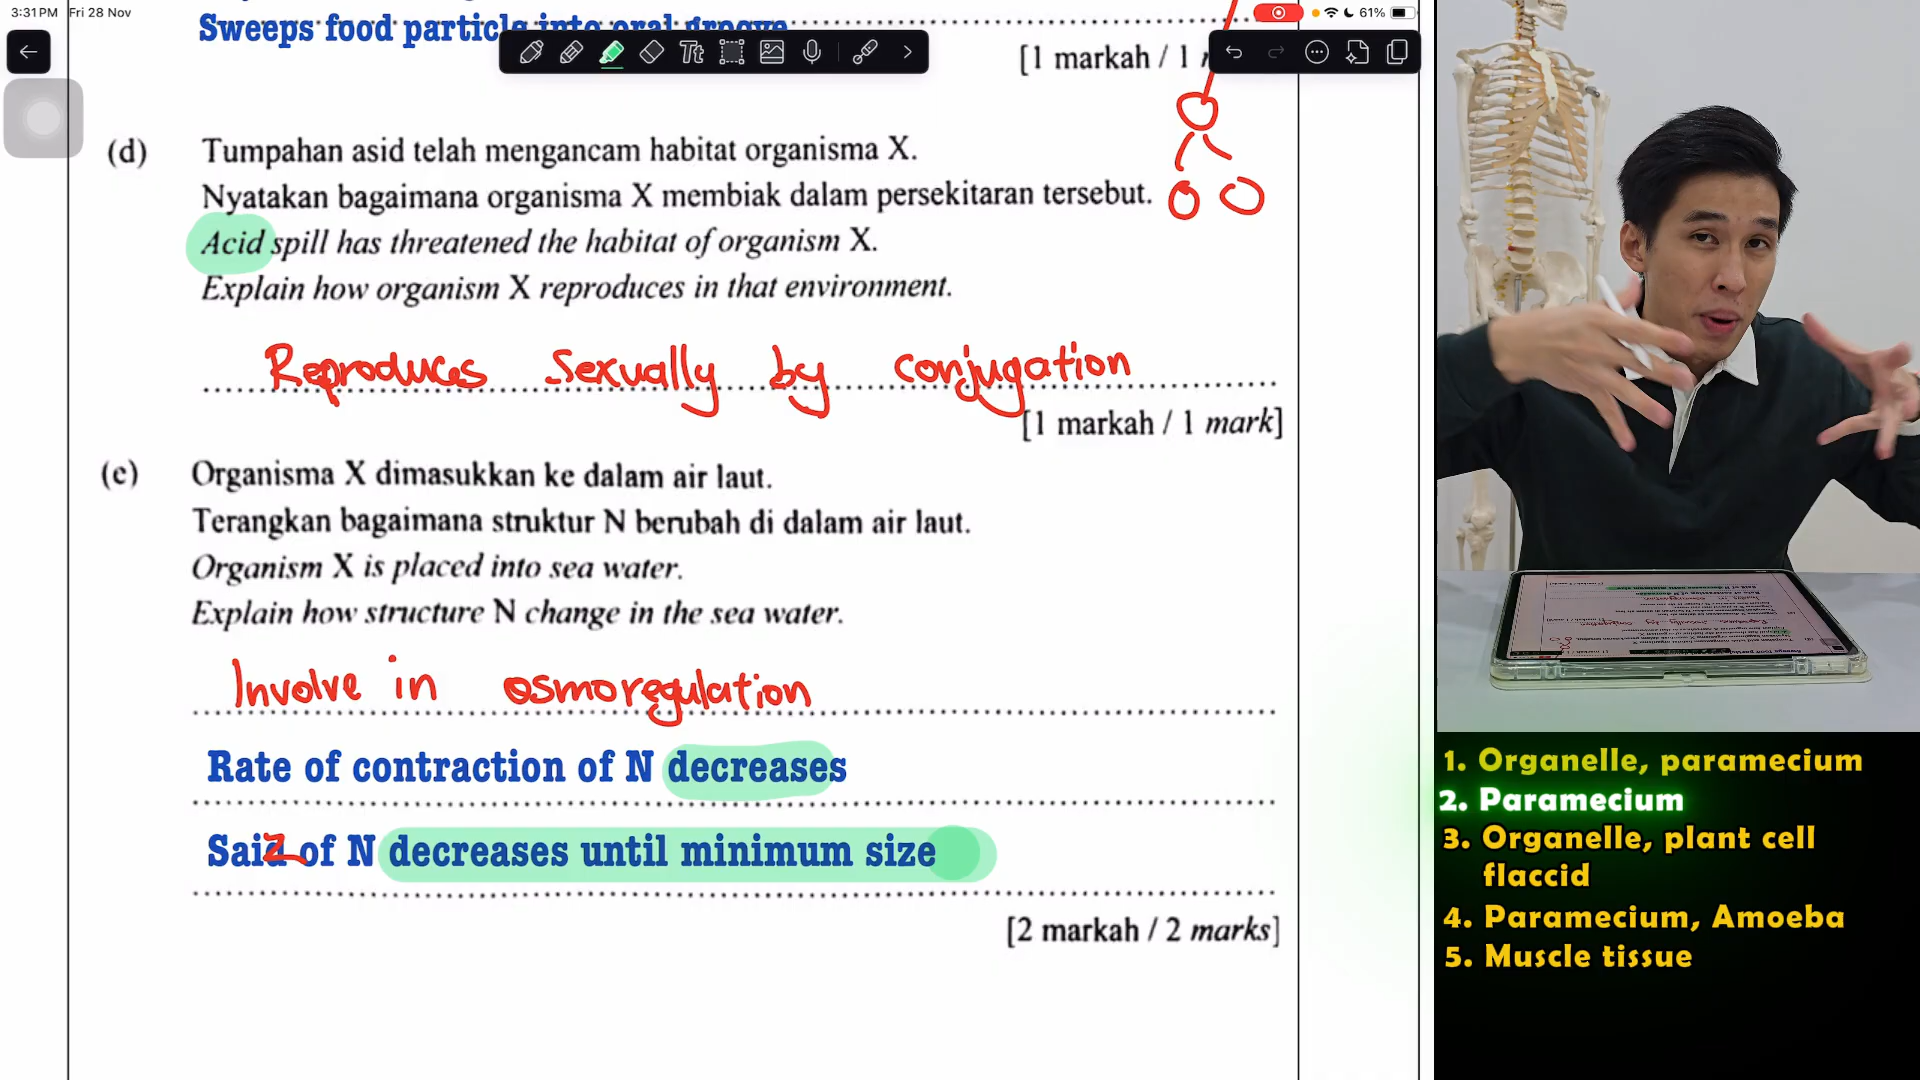 3:31 PM Fri 28 Nov
61%
Sweeps food particle into oral groove
Tt
[1 markah / 1
(d) Tumpahan asid telah mengancam habitat organisma X.
Nyatakan bagaimana organisma X membiak dalam persekitaran tersebut.
Acid spill has threatened the habitat of organism X.
Explain how organism X reproduces in that environment.
Reproduces sexually by conjugation
[1 markah / 1 mark]
(e) Organisma X dimasukkan ke dalam air laut.
Terangkan bagaimana struktur N berubah di dalam air laut.
Organism X is placed into sea water.
Explain how structure N change in the sea water.
Involve in osmoregulation
Rate of contraction of N decreases
Saiz of N decreases until minimum size
[2 markah / 2 marks]
1. Organelle, paramecium
2. Paramecium
3. Organelle, plant cell
flaccid
4. Paramecium, Amoeba
5. Muscle tissue